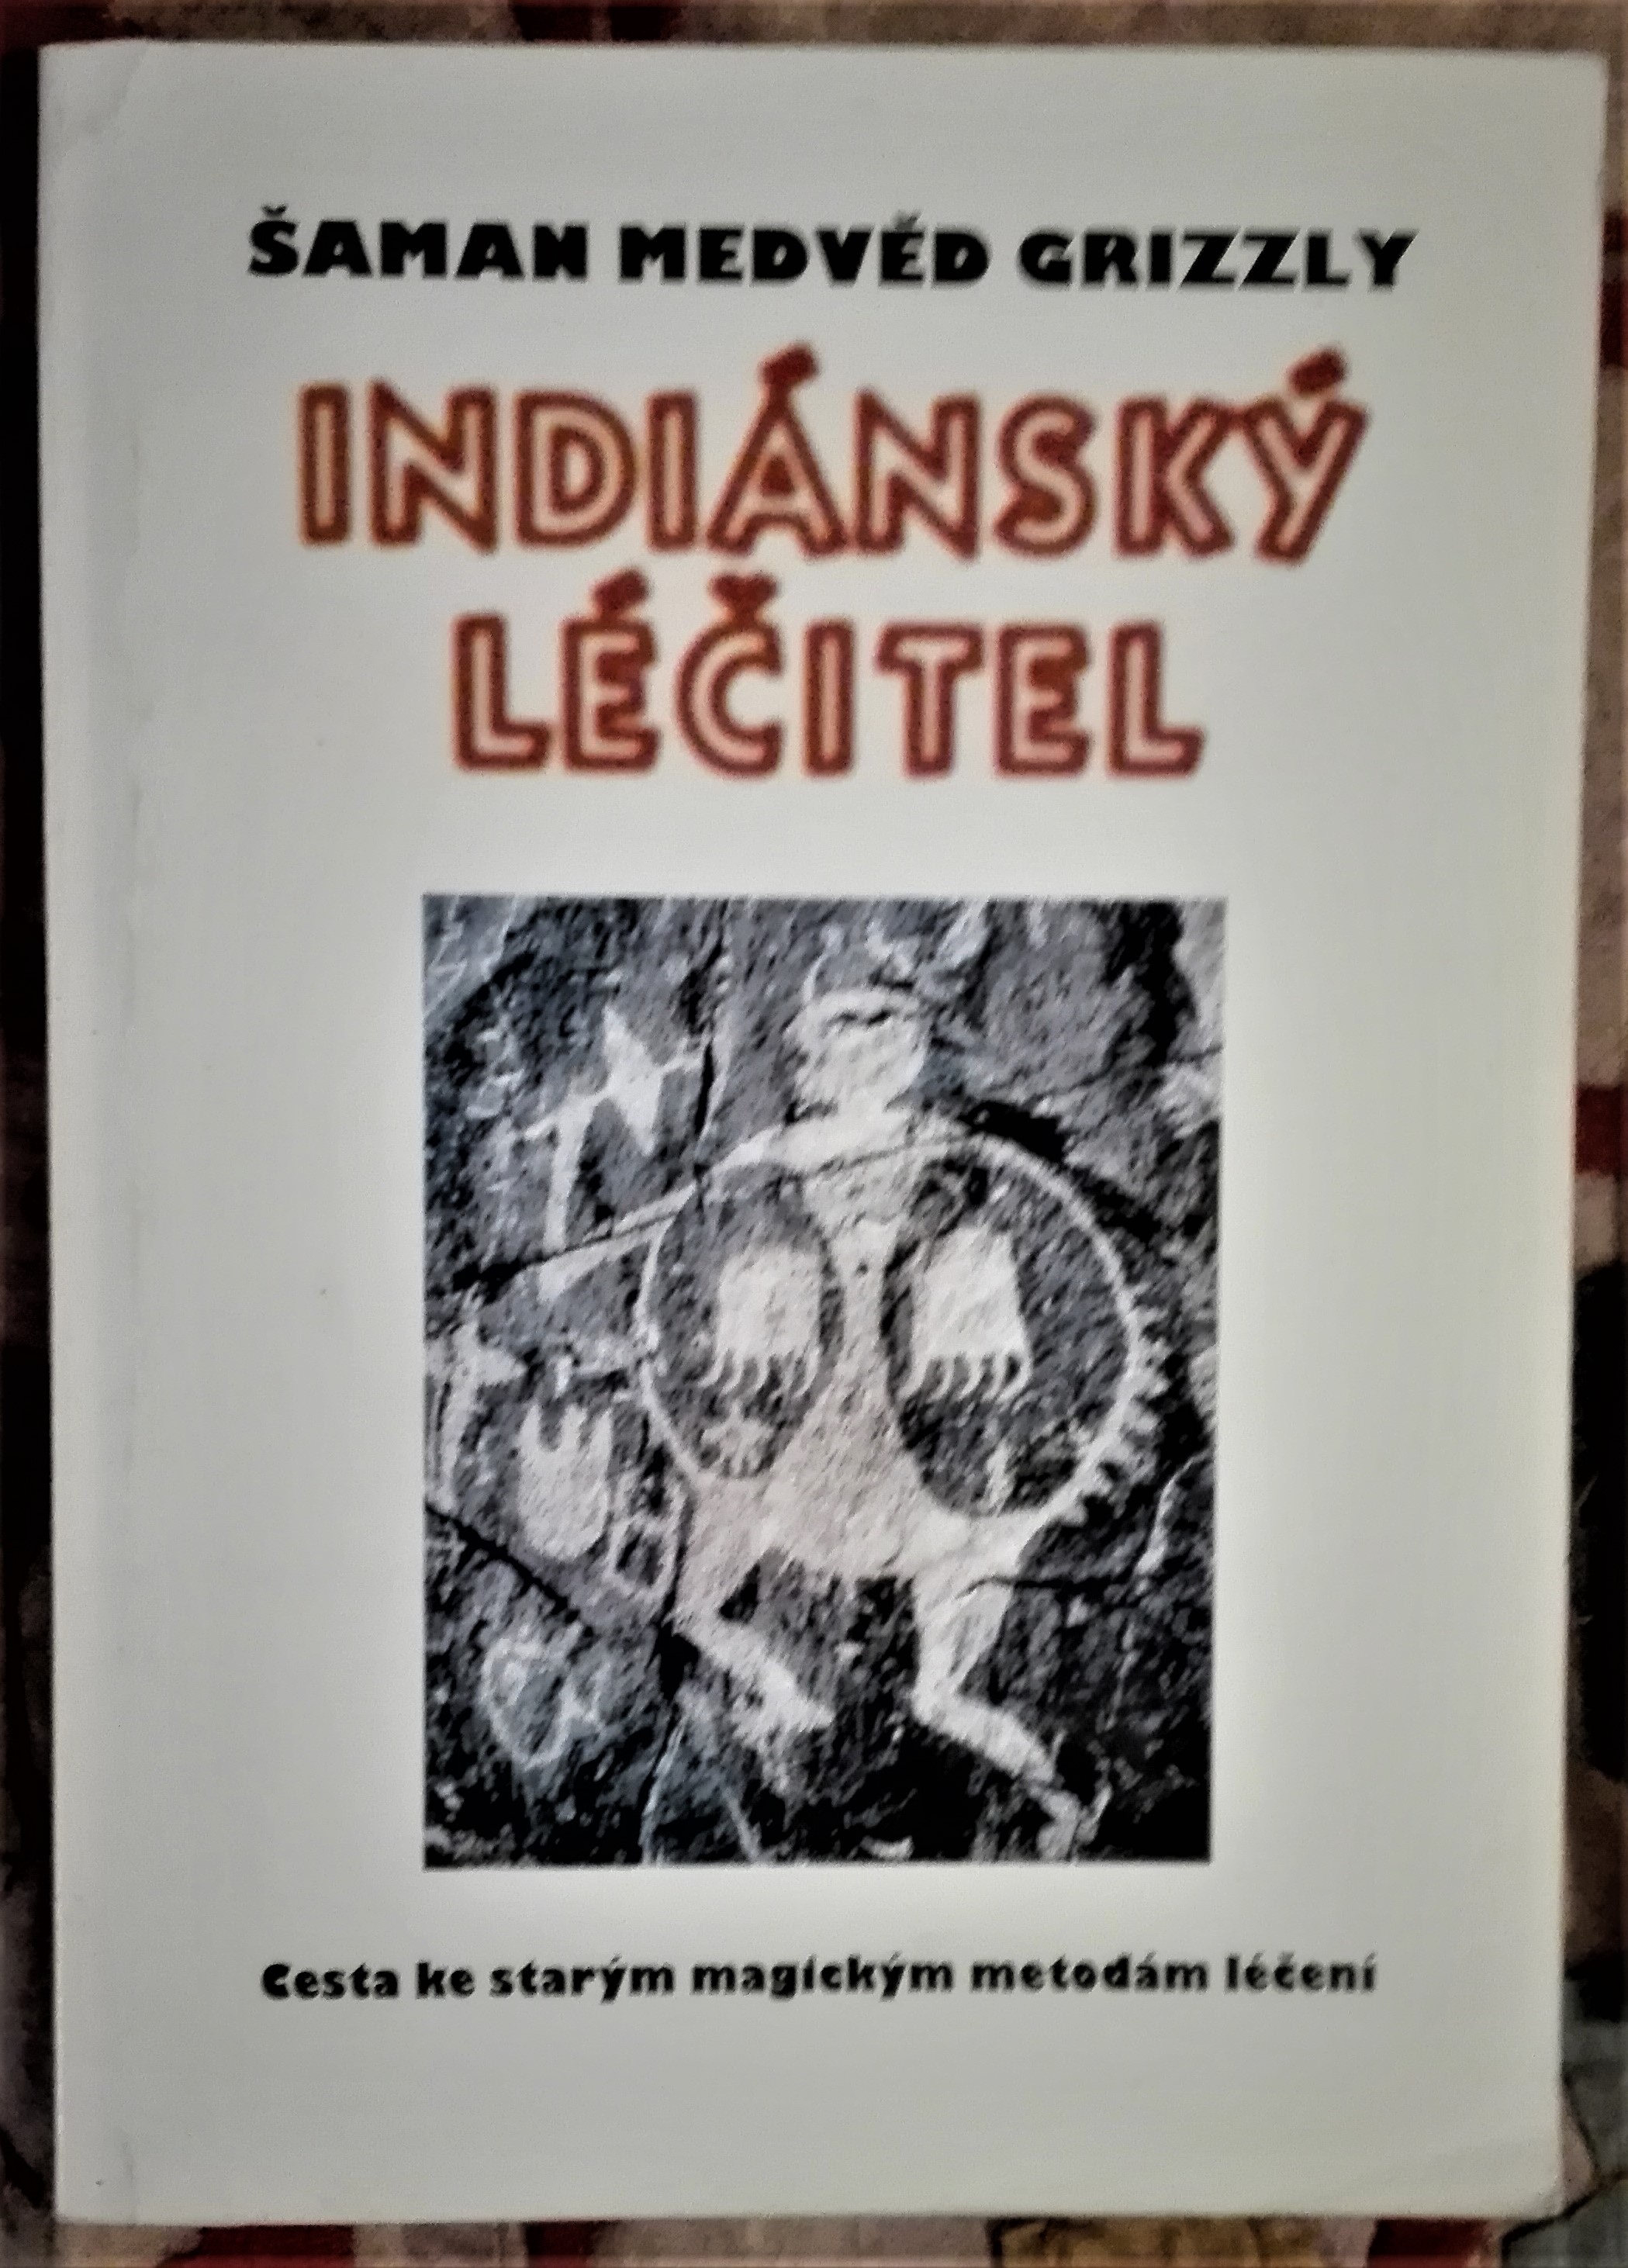 ŠAMAN MEDVĚD GRIZZLY
INDIÁNSKÝ
LÉČITEL
Cesta ke starým magickým metodám léčení